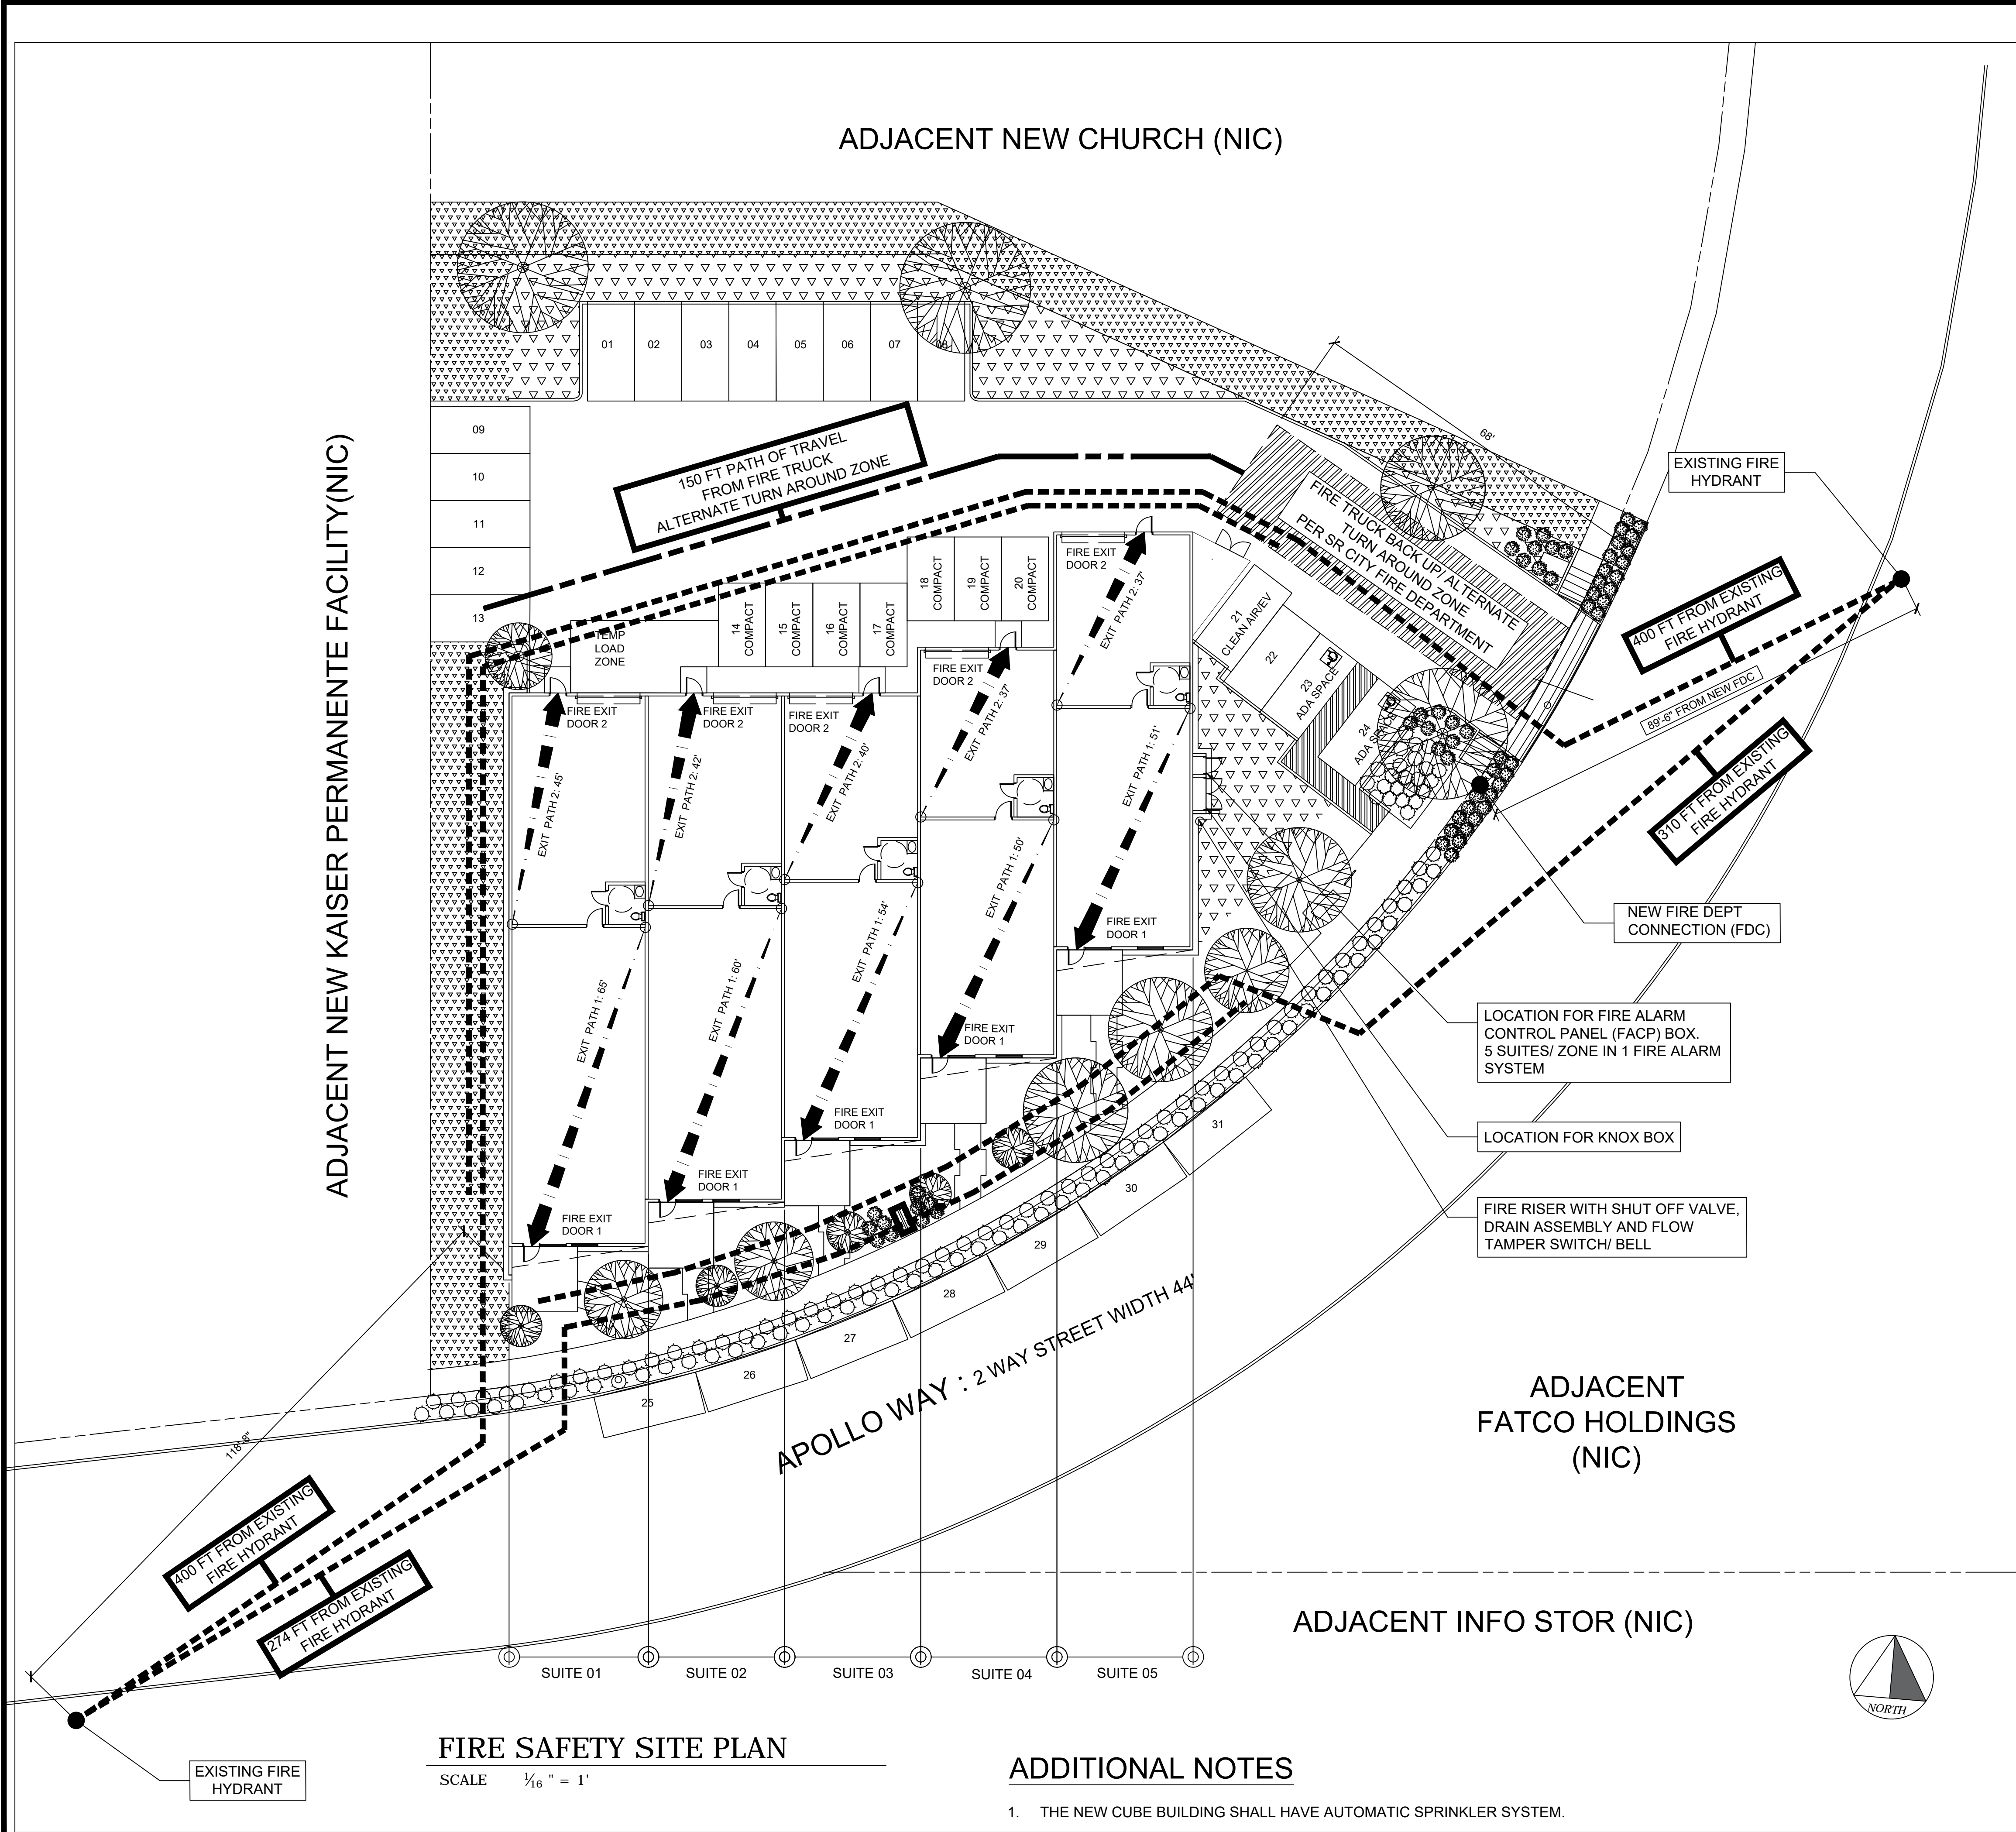 ADJACENT NEW CHURCH (NIC)
ADJACENT NEW KAISER PERMANENTE FACILITY(NIC)
01
02
03
04
05
06
07
08
09
10
11
12
13
150 FT PATH OF TRAVEL
FROM FIRE TRUCK
ALTERNATE TURN AROUND ZONE
68'
FIRE TRUCK BACK UP/ ALTERNATE
TURN AROUND ZONE
PER SR CITY FIRE DEPARTMENT
EXISTING FIRE
HYDRANT
400 FT FROM EXISTING
FIRE HYDRANT
89'-6" FROM NEW FDC
310 FT FROM EXISTING
FIRE HYDRANT
TEMP
LOAD
ZONE
14
COMPACT
15
COMPACT
16
COMPACT
17
COMPACT
18
COMPACT
19
COMPACT
20
COMPACT
21
CLEAN AIR/EV
22
23
ADA SPACE
24
ADA SPACE
FIRE EXIT
DOOR 2
FIRE EXIT
DOOR 2
FIRE EXIT
DOOR 2
FIRE EXIT
DOOR 2
FIRE EXIT
DOOR 2
EXIT PATH 2: 45'
EXIT PATH 2: 42'
EXIT PATH 2: 40'
EXIT PATH 2: 37'
EXIT PATH 2: 37'
EXIT PATH 1: 65'
EXIT PATH 1: 60'
EXIT PATH 1: 54'
EXIT PATH 1: 50'
EXIT PATH 1: 51'
FIRE EXIT
DOOR 1
FIRE EXIT
DOOR 1
FIRE EXIT
DOOR 1
FIRE EXIT
DOOR 1
FIRE EXIT
DOOR 1
NEW FIRE DEPT
CONNECTION (FDC)
LOCATION FOR FIRE ALARM
CONTROL PANEL (FACP) BOX.
5 SUITES/ ZONE IN 1 FIRE ALARM
SYSTEM
LOCATION FOR KNOX BOX
FIRE RISER WITH SHUT OFF VALVE,
DRAIN ASSEMBLY AND FLOW
TAMPER SWITCH/ BELL
25
26
27
28
29
30
31
APOLLO WAY : 2 WAY STREET WIDTH 44'
ADJACENT
FATCO HOLDINGS
(NIC)
118'-8"
400 FT FROM EXISTING
FIRE HYDRANT
274 FT FROM EXISTING
FIRE HYDRANT
ADJACENT INFO STOR (NIC)
SUITE 01
SUITE 02
SUITE 03
SUITE 04
SUITE 05
NORTH
EXISTING FIRE
HYDRANT
FIRE SAFETY SITE PLAN
SCALE 1/16 " = 1'
ADDITIONAL NOTES
1. THE NEW CUBE BUILDING SHALL HAVE AUTOMATIC SPRINKLER SYSTEM.